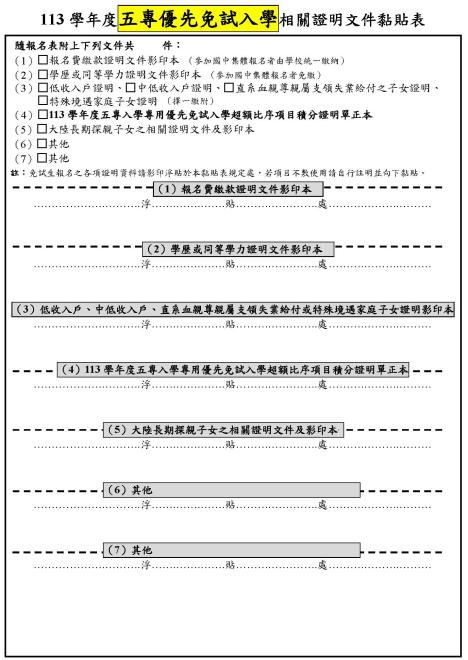 113 學年度五專優先免試入學相關證明文件黏貼表
隨報名表附上下列文件共　　件：
(1) □報名費繳款證明文件影印本（參加國中集體報名者由學校統一繳納）
(2) □學歷或同等學力證明文件影印本（參加國中集體報名者免繳）
(3) □低收入戶證明、□中低收入戶證明、□直系血親尊親屬支領失業給付之子女證明、
□特殊境遇家庭子女證明（擇一繳附）
(4) □113 學年度五專入學專用優先免試入學超額比序項目積分證明單正本
(5) □大陸長期探親子女之相關證明文件及影印本
(6) □其他
(7) □其他
註：免試生報名之各項證明資料請影印浮貼於本黏貼表規定處，若項目不敷使用請自行註明並向下黏貼。
(1) 報名費繳款證明文件影印本
浮　　貼　　處
(2) 學歷或同等學力證明文件影印本
浮　　貼　　處
(3) 低收入戶、中低收入戶、直系血親尊親屬支領失業給付或特殊境遇家庭子女證明影印本
浮　　貼　　處
(4) 113 學年度五專入學專用優先免試入學超額比序項目積分證明單正本
浮　　貼　　處
(5) 大陸長期探親子女之相關證明文件及影印本
浮　　貼　　處
(6) 其他
浮　　貼　　處
(7) 其他
浮　　貼　　處